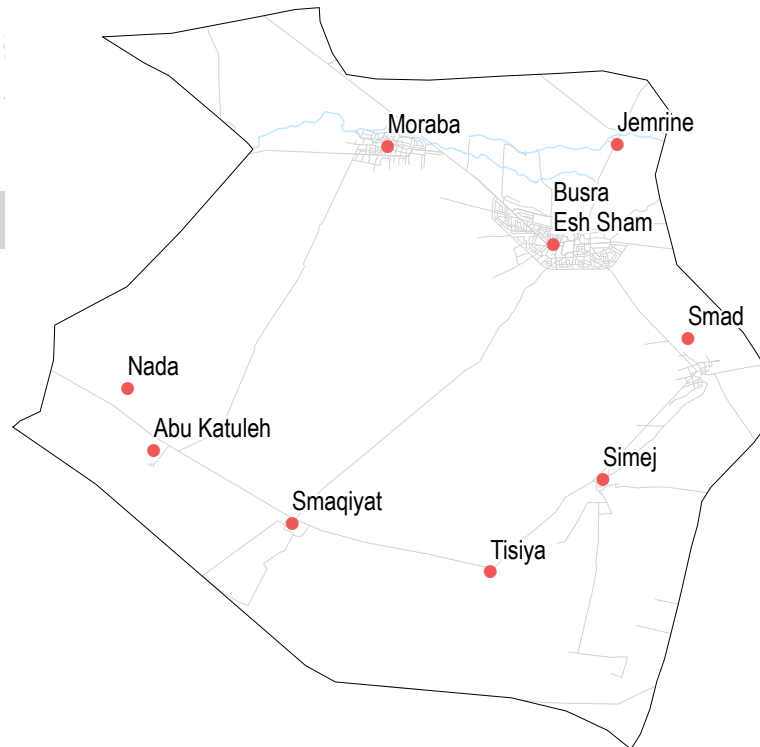 Moraba
Jemrine
Busra
Esh Sham
Smad
Nada
Abu Katuleh
Simej
Smaqiyat
Tisiya